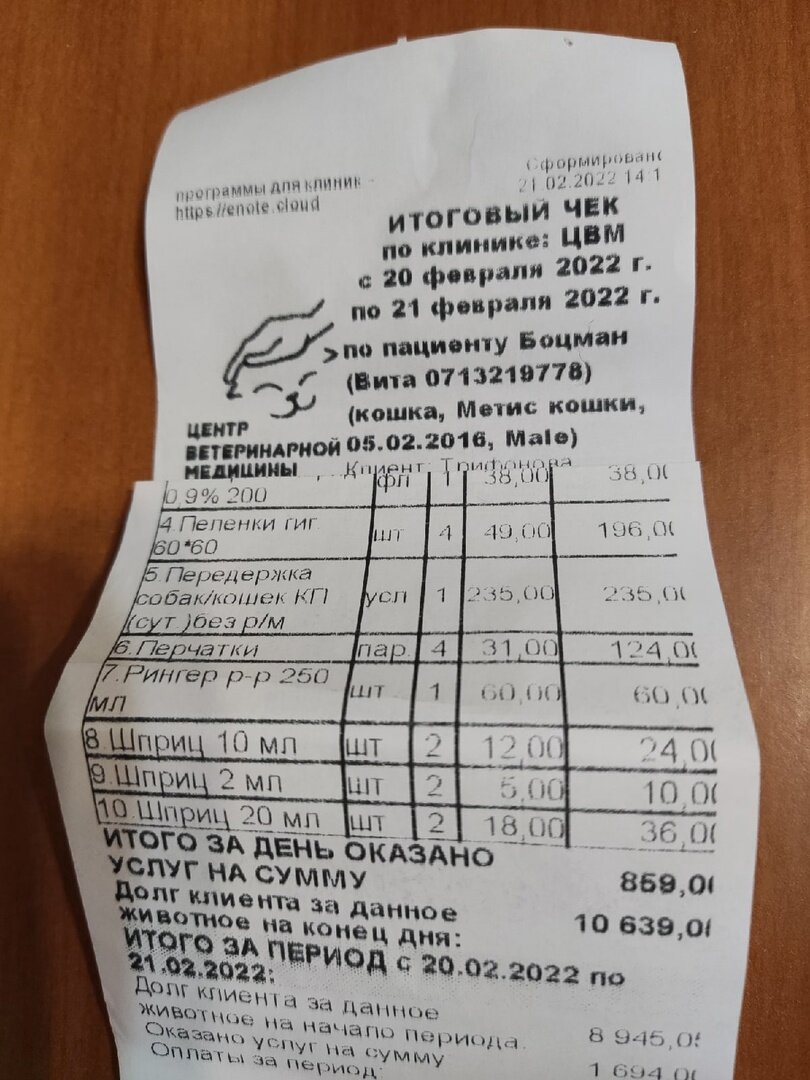 программы для клиник -
https://enote.cloud
Сформирован
21.02.2022 14:1
ИТОГОВЫЙ ЧЕК
по клинике: ЦВМ
с 20 февраля 2022 г.
по 21 февраля 2022 г.
по пациенту Боцман
(Вита 0713219778)
(кошка, Метис кошки,
05.02.2016, Male)
ЦЕНТР
ВЕТЕРИНАРНОЙ
МЕДИЦИНЫ
Клиент: Трифонова
0,9% 200 фл 1 38,00 38,0
4.Пеленки гиг.
60*60 шт 4 49,00 196,0
5.Передержка
собак/кошек КП
(сут.)без р/м усл 1 235,00 235,0
6.Перчатки пар. 4 31,00 124,0
7.Рингер р-р 250
мл шт 1 60,00 60,0
8.Шприц 10 мл шт 2 12,00 24,0
9.Шприц 2 мл шт 2 5,00 10,0
10.Шприц 20 мл шт 2 18,00 36,0
ИТОГО ЗА ДЕНЬ ОКАЗАНО
УСЛУГ НА СУММУ 859,0
Долг клиента за данное
животное на конец дня: 10 639,0
ИТОГО ЗА ПЕРИОД с 20.02.2022 по
21.02.2022:
Долг клиента за данное
животное на начало периода: 8 945,0
Оказано услуг на сумму 1 694,0
Оплаты за период: